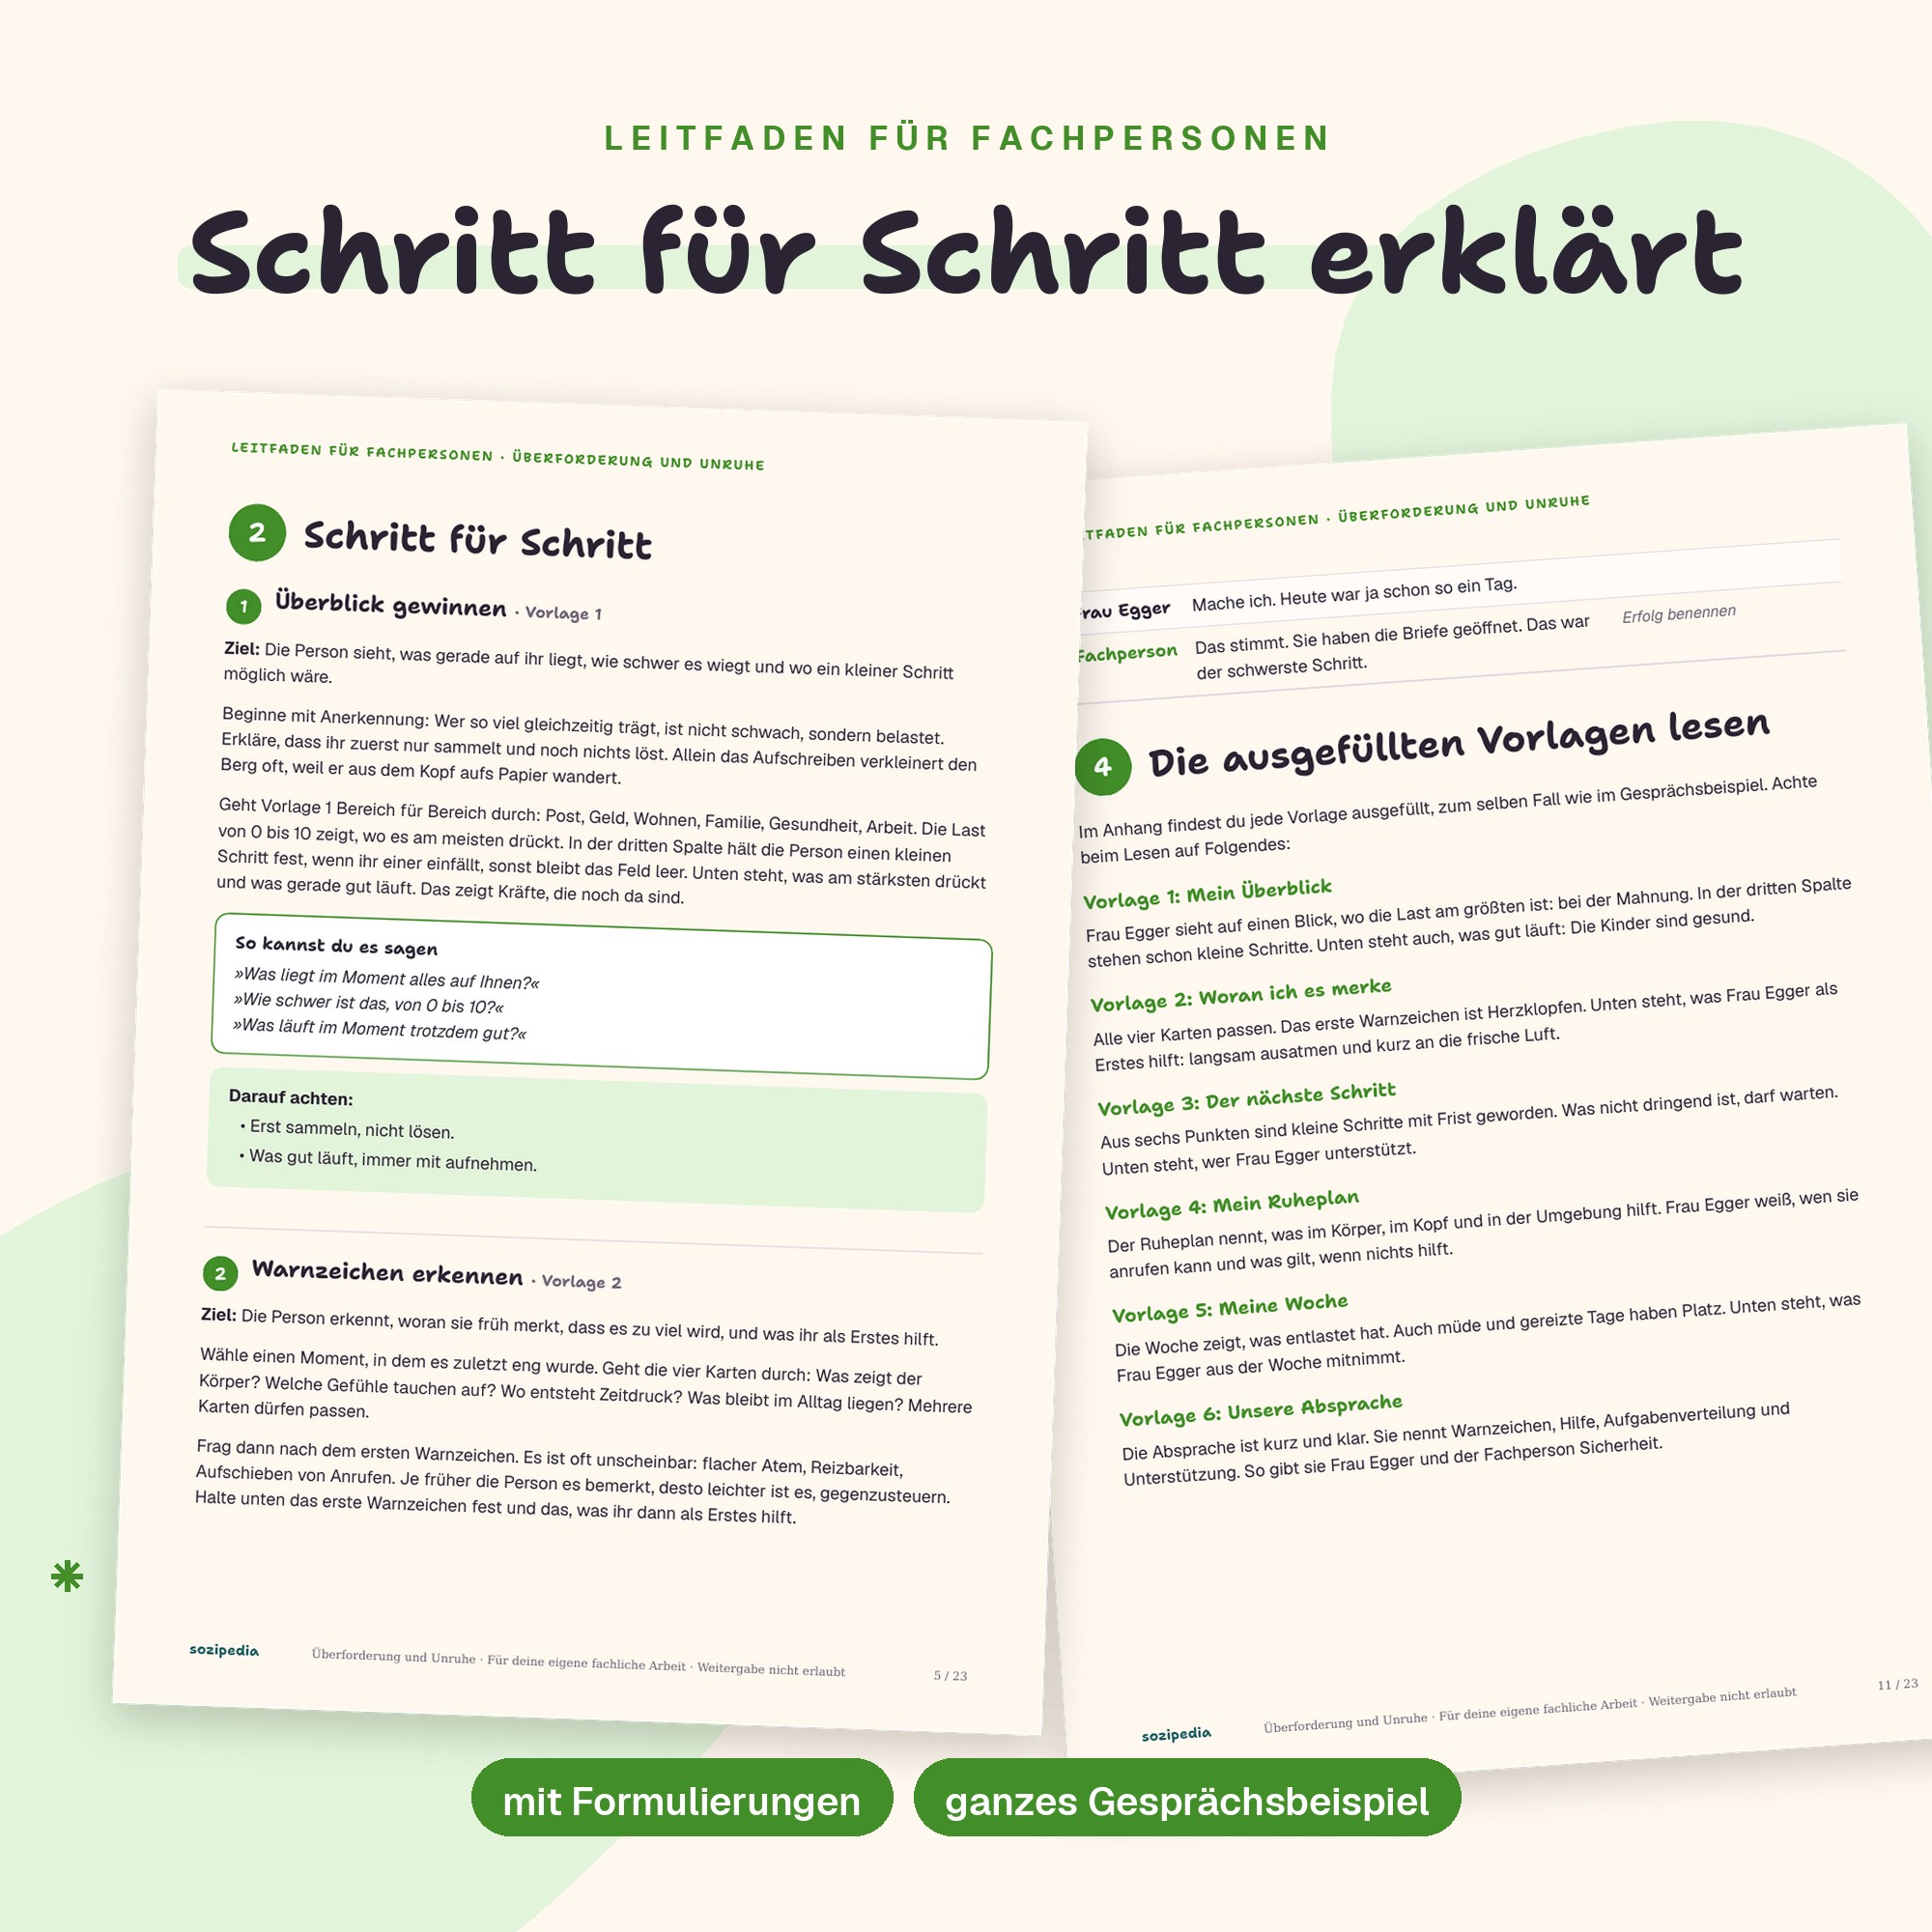 LEITFADEN FÜR FACHPERSONEN
Schritt für Schritt erklärt
LEITFADEN FÜR FACHPERSONEN · ÜBERFORDERUNG UND UNRUHE
2 Schritt für Schritt
1 Überblick gewinnen · Vorlage 1
Ziel: Die Person sieht, was gerade auf ihr liegt, wie schwer es wiegt und wo ein kleiner Schritt
möglich wäre.
Beginne mit Anerkennung: Wer so viel gleichzeitig trägt, ist nicht schwach, sondern belastet.
Erkläre, dass ihr zuerst nur sammelt und noch nichts löst. Allein das Aufschreiben verkleinert den
Berg oft, weil er aus dem Kopf aufs Papier wandert.
Geht Vorlage 1 Bereich für Bereich durch: Post, Geld, Wohnen, Familie, Gesundheit, Arbeit. Die Last
von 0 bis 10 zeigt, wo es am meisten drückt. In der dritten Spalte hält die Person einen kleinen
Schritt fest, wenn ihr einer einfällt, sonst bleibt das Feld leer. Unten steht, was am stärksten drückt
und was gerade gut läuft. Das zeigt Kräfte, die noch da sind.
So kannst du es sagen
»Was liegt im Moment alles auf Ihnen?«
»Wie schwer ist das, von 0 bis 10?«
»Was läuft im Moment trotzdem gut?«
Darauf achten:
• Erst sammeln, nicht lösen.
• Was gut läuft, immer mit aufnehmen.
2 Warnzeichen erkennen · Vorlage 2
Ziel: Die Person erkennt, woran sie früh merkt, dass es zu viel wird, und was ihr als Erstes hilft.
Wähle einen Moment, in dem es zuletzt eng wurde. Geht die vier Karten durch: Was zeigt der
Körper? Welche Gefühle tauchen auf? Wo entsteht Zeitdruck? Was bleibt im Alltag liegen? Mehrere
Karten dürfen passen.
Frag dann nach dem ersten Warnzeichen. Es ist oft unscheinbar: flacher Atem, Reizbarkeit,
Aufschieben von Anrufen. Je früher die Person es bemerkt, desto leichter ist es, gegenzusteuern.
Halte unten das erste Warnzeichen fest und das, was ihr dann als Erstes hilft.
sozipedia Überforderung und Unruhe · Für deine eigene fachliche Arbeit · Weitergabe nicht erlaubt 5 / 23
TFADEN FÜR FACHPERSONEN · ÜBERFORDERUNG UND UNRUHE
Frau Egger Mache ich. Heute war ja schon so ein Tag.
Fachperson Das stimmt. Sie haben die Briefe geöffnet. Das war Erfolg benennen
der schwerste Schritt.
4 Die ausgefüllten Vorlagen lesen
Im Anhang findest du jede Vorlage ausgefüllt, zum selben Fall wie im Gesprächsbeispiel. Achte
beim Lesen auf Folgendes:
Vorlage 1: Mein Überblick
Frau Egger sieht auf einen Blick, wo die Last am größten ist: bei der Mahnung. In der dritten Spalte
stehen schon kleine Schritte. Unten steht auch, was gut läuft: Die Kinder sind gesund.
Vorlage 2: Woran ich es merke
Alle vier Karten passen. Das erste Warnzeichen ist Herzklopfen. Unten steht, was Frau Egger als
Erstes hilft: langsam ausatmen und kurz an die frische Luft.
Vorlage 3: Der nächste Schritt
Aus sechs Punkten sind kleine Schritte mit Frist geworden. Was nicht dringend ist, darf warten.
Unten steht, wer Frau Egger unterstützt.
Vorlage 4: Mein Ruheplan
Der Ruheplan nennt, was im Körper, im Kopf und in der Umgebung hilft. Frau Egger weiß, wen sie
anrufen kann und was gilt, wenn nichts hilft.
Vorlage 5: Meine Woche
Die Woche zeigt, was entlastet hat. Auch müde und gereizte Tage haben Platz. Unten steht, was
Frau Egger aus der Woche mitnimmt.
Vorlage 6: Unsere Absprache
Die Absprache ist kurz und klar. Sie nennt Warnzeichen, Hilfe, Aufgabenverteilung und
Unterstützung. So gibt sie Frau Egger und der Fachperson Sicherheit.
sozipedia Überforderung und Unruhe · Für deine eigene fachliche Arbeit · Weitergabe nicht erlaubt 11 / 23
mit Formulierungen
ganzes Gesprächsbeispiel